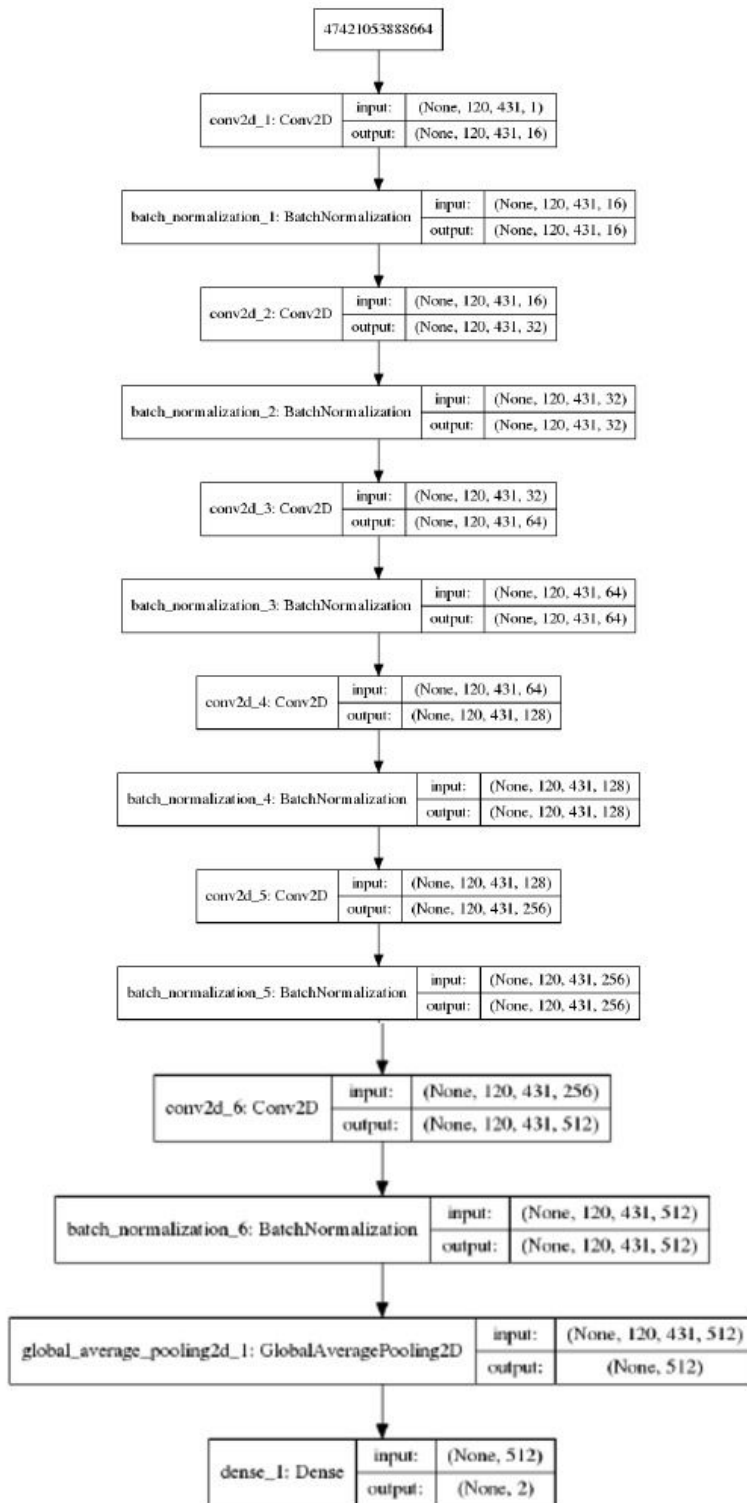 47421053888664
conv2d_1: Conv2D input: (None, 120, 431, 1)
output: (None, 120, 431, 16)
batch_normalization_1: BatchNormalization input: (None, 120, 431, 16)
output: (None, 120, 431, 16)
conv2d_2: Conv2D input: (None, 120, 431, 16)
output: (None, 120, 431, 32)
batch_normalization_2: BatchNormalization input: (None, 120, 431, 32)
output: (None, 120, 431, 32)
conv2d_3: Conv2D input: (None, 120, 431, 32)
output: (None, 120, 431, 64)
batch_normalization_3: BatchNormalization input: (None, 120, 431, 64)
output: (None, 120, 431, 64)
conv2d_4: Conv2D input: (None, 120, 431, 64)
output: (None, 120, 431, 128)
batch_normalization_4: BatchNormalization input: (None, 120, 431, 128)
output: (None, 120, 431, 128)
conv2d_5: Conv2D input: (None, 120, 431, 128)
output: (None, 120, 431, 256)
batch_normalization_5: BatchNormalization input: (None, 120, 431, 256)
output: (None, 120, 431, 256)
conv2d_6: Conv2D input: (None, 120, 431, 256)
output: (None, 120, 431, 512)
batch_normalization_6: BatchNormalization input: (None, 120, 431, 512)
output: (None, 120, 431, 512)
global_average_pooling2d_1: GlobalAveragePooling2D input: (None, 120, 431, 512)
output: (None, 512)
dense_1: Dense input: (None, 512)
output: (None, 2)